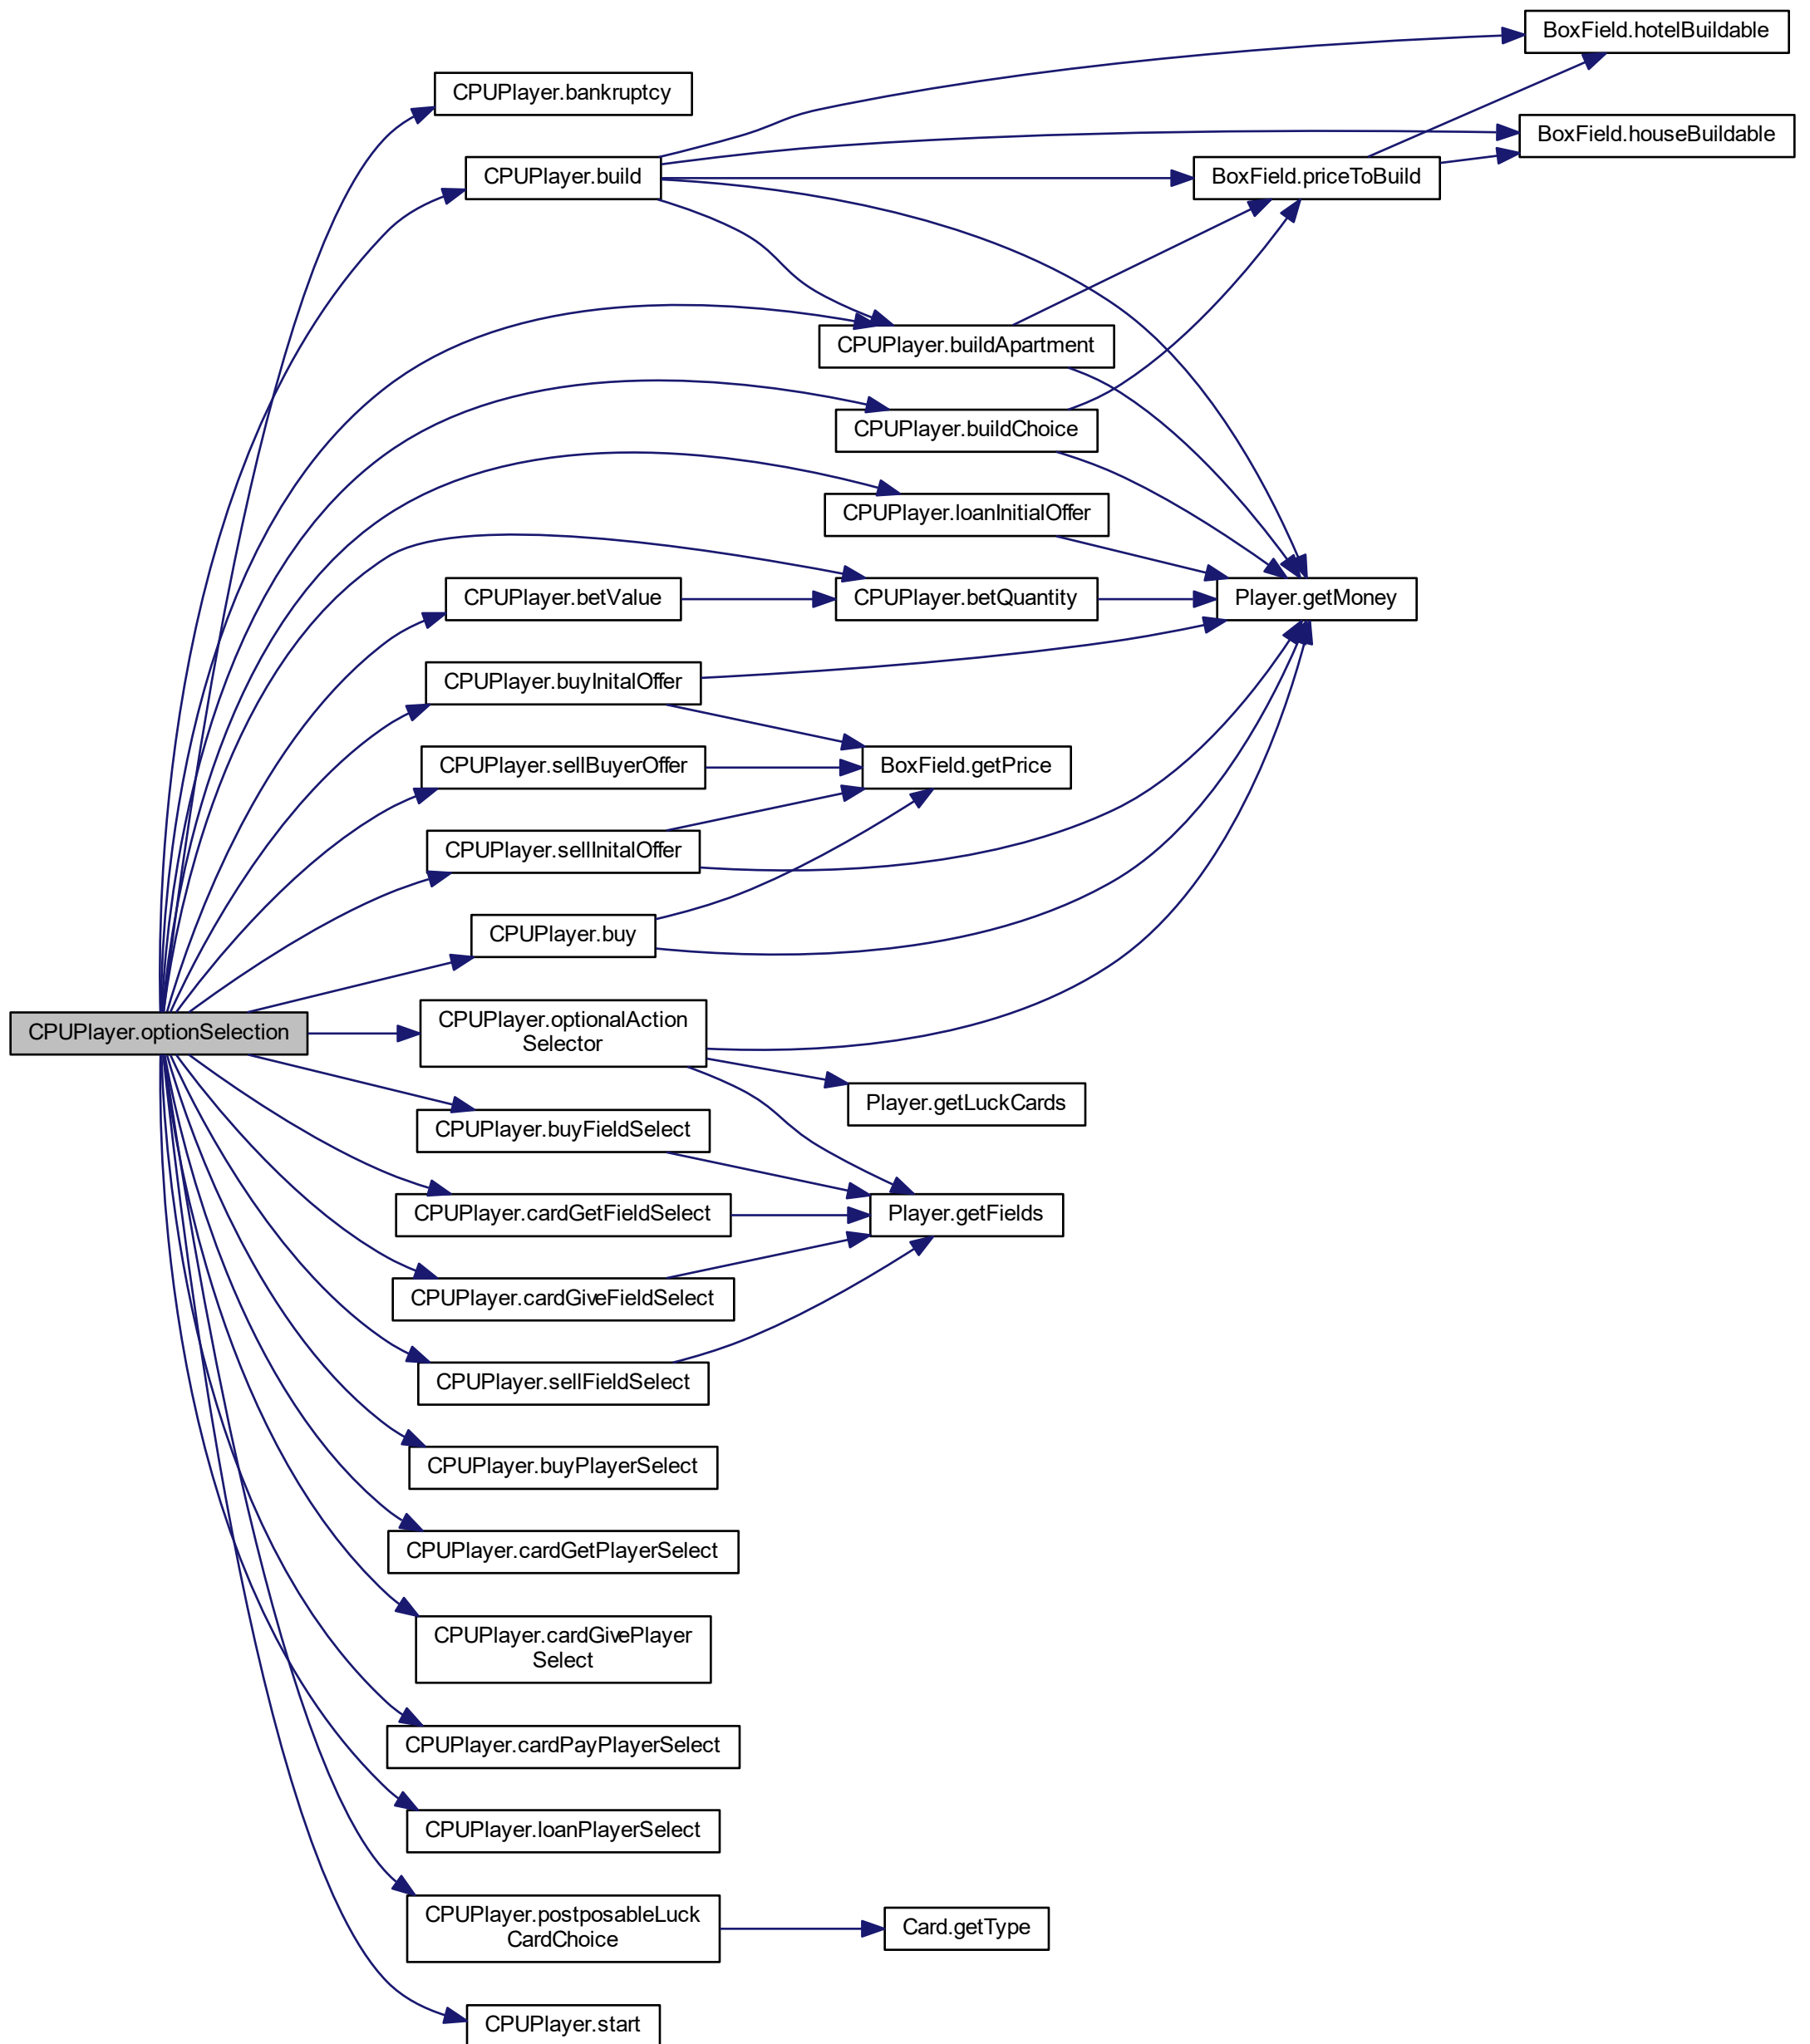 BoxField.hotelBuildable
CPUPlayer.bankruptcy
BoxField.houseBuildable
CPUPlayer.build
BoxField.priceToBuild
CPUPlayer.buildApartment
CPUPlayer.buildChoice
CPUPlayer.loanInitialOffer
CPUPlayer.betValue
CPUPlayer.betQuantity
Player.getMoney
CPUPlayer.buyInitalOffer
CPUPlayer.sellBuyerOffer
BoxField.getPrice
CPUPlayer.sellInitalOffer
CPUPlayer.buy
CPUPlayer.optionSelection
CPUPlayer.optionalAction
Selector
Player.getLuckCards
CPUPlayer.buyFieldSelect
CPUPlayer.cardGetFieldSelect
Player.getFields
CPUPlayer.cardGiveFieldSelect
CPUPlayer.sellFieldSelect
CPUPlayer.buyPlayerSelect
CPUPlayer.cardGetPlayerSelect
CPUPlayer.cardGivePlayer
Select
CPUPlayer.cardPayPlayerSelect
CPUPlayer.loanPlayerSelect
CPUPlayer.postposableLuck
CardChoice
Card.getType
CPUPlayer.start